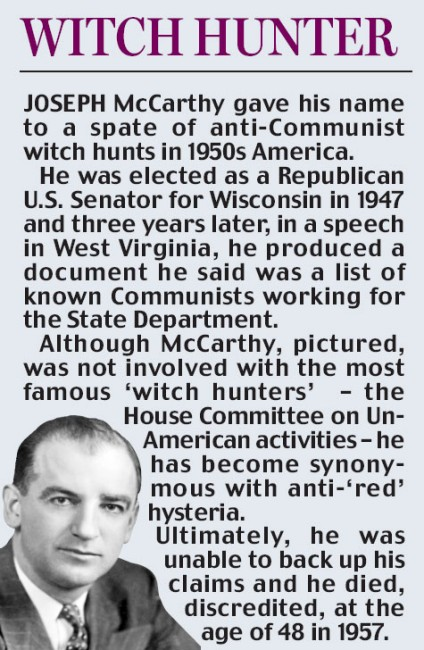 WITCH HUNTER
JOSEPH McCarthy gave his name
to a spate of anti-Communist
witch hunts in 1950s America.
He was elected as a Republican
U.S. Senator for Wisconsin in 1947
and three years later, in a speech
in West Virginia, he produced a
document he said was a list of
known Communists working for
the State Department.
Although McCarthy, pictured,
was not involved with the most
famous ‘witch hunters’ – the
House Committee on Un-
American activities – he
has become synony-
mous with anti-‘red’
hysteria.
Ultimately, he was
unable to back up his
claims and he died,
discredited, at the
age of 48 in 1957.